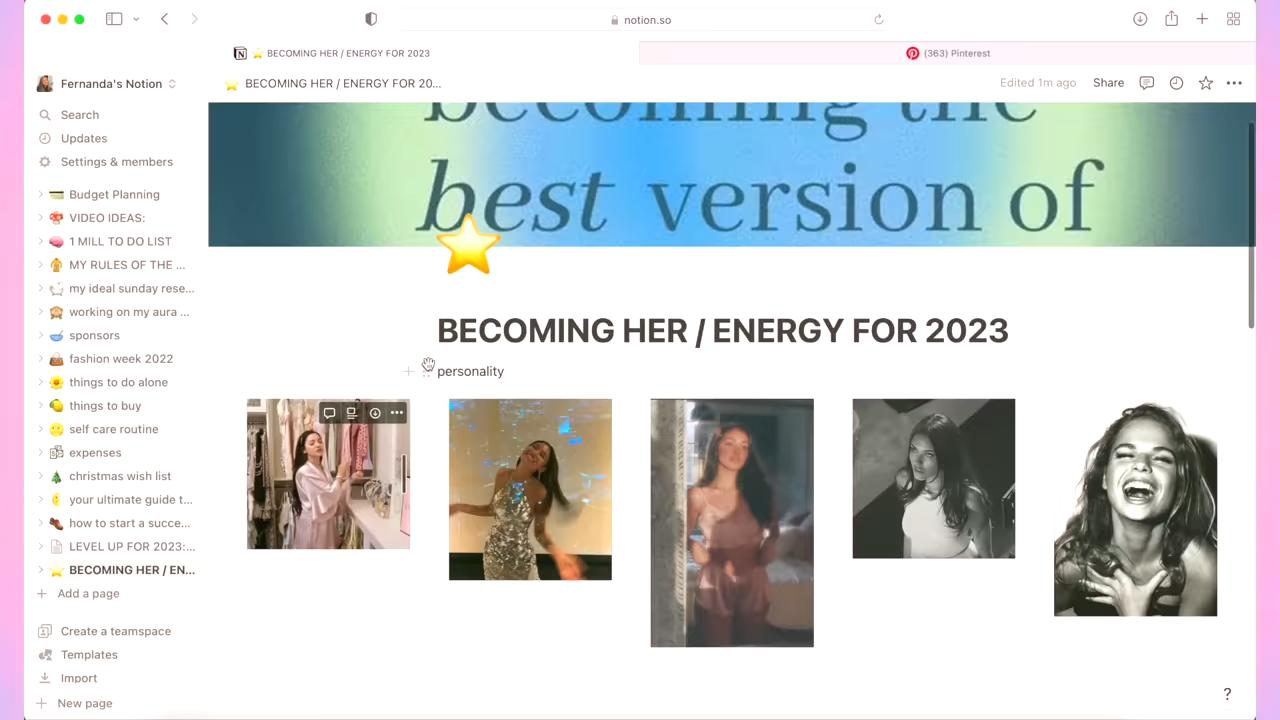 notion.so
BECOMING HER / ENERGY FOR 2023
(363) Pinterest
Fernanda's Notion
BECOMING HER / ENERGY FOR 20...
Edited 1m ago
Share
Search
Updates
Settings & members
Budget Planning
VIDEO IDEAS:
1 MILL TO DO LIST
MY RULES OF THE ...
my ideal sunday rese...
working on my aura ...
sponsors
fashion week 2022
things to do alone
things to buy
self care routine
expenses
christmas wish list
your ultimate guide t...
how to start a succe...
LEVEL UP FOR 2023:...
BECOMING HER / EN...
Add a page
Create a teamspace
Templates
Import
New page
becoming the
best version of
BECOMING HER / ENERGY FOR 2023
personality
?